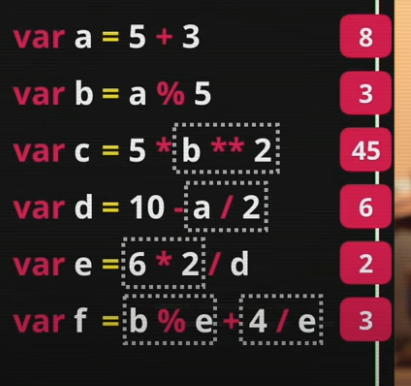 var a = 5 + 3 8
var b = a % 5 3
var c = 5 * b ** 2 45
var d = 10 - a / 2 6
var e = 6 * 2 / d 2
var f = b % e + 4 / e 3